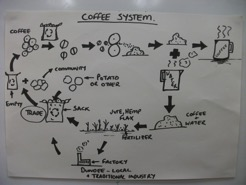 COFFEE SYSTEM.
COFFEE
COMMUNITY
POTATO
OR OTHER
EMPTY
TRADE
SACK
JUTE, HEMP
FLAX
FERTILIZER
COFFEE
+ WATER
FACTORY
DUNDEE - LOCAL
+ TRADITIONAL INDUSTRY